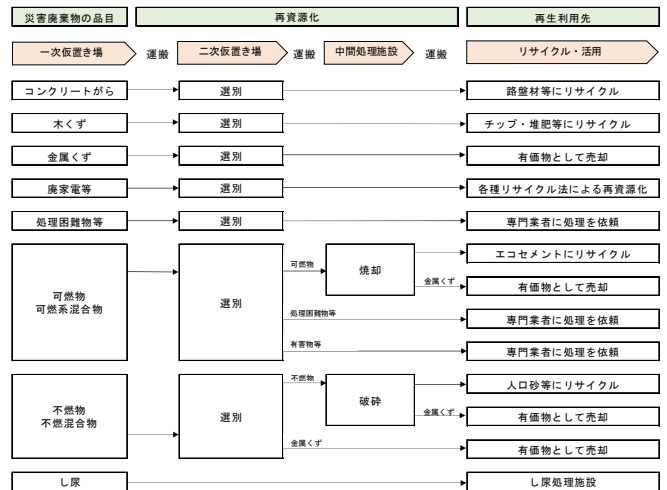 災害廃棄物の品目 再資源化 再生利用先
一次仮置き場 運搬 二次仮置き場 運搬 中間処理施設 運搬 リサイクル・活用
コンクリートがら 選別 路盤材等にリサイクル
木くず 選別 チップ・堆肥等にリサイクル
金属くず 選別 有価物として売却
廃家電等 選別 各種リサイクル法による再資源化
処理困難物等 選別 専門業者に処理を依頼
可燃物
可燃系混合物
選別
可燃物
焼却
エコセメントにリサイクル
金属くず
有価物として売却
処理困難物等
専門業者に処理を依頼
有害物等
専門業者に処理を依頼
不燃物
不燃混合物
選別
不燃物
破砕
人口砂等にリサイクル
金属くず
有価物として売却
金属くず
有価物として売却
し尿 し尿処理施設